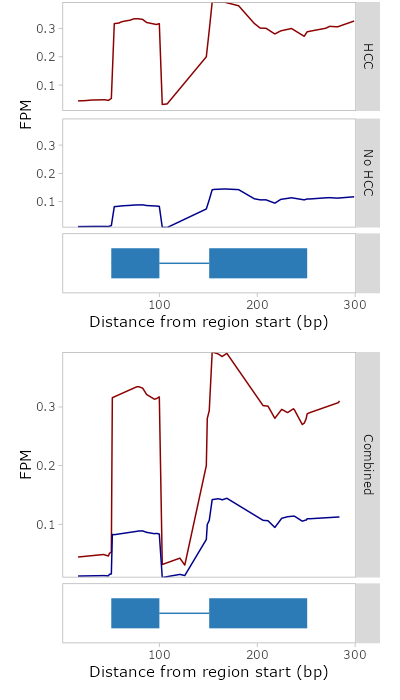 0.3
0.2
0.1
HCC
FPM
0.3
0.2
0.1
No HCC
100
200
300
Distance from region start (bp)
0.3
0.2
0.1
FPM
Combined
100
200
300
Distance from region start (bp)